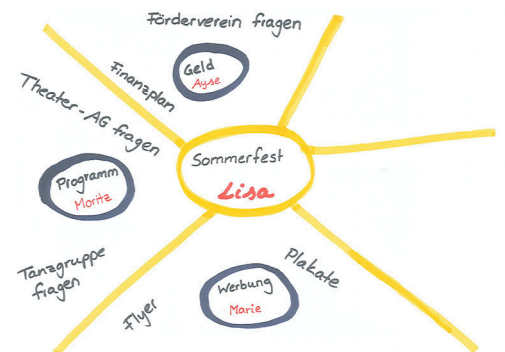 Förderverein fragen
Geld
Ayse
Finanzplan
Theater-AG fragen
Sommerfest
Lisa
Programm
Moritz
Tanzgruppe
fragen
Flyer
Werbung
Marie
Plakate